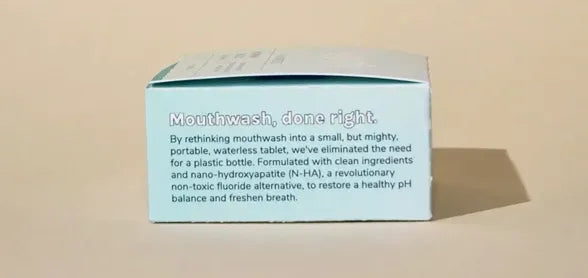 Mouthwash, done right.
By rethinking mouthwash into a small, but mighty,
portable, waterless tablet, we've eliminated the need
for a plastic bottle. Formulated with clean ingredients
and nano-hydroxyapatite (N-HA), a revolutionary
non-toxic fluoride alternative, to restore a healthy pH
balance and freshen breath.